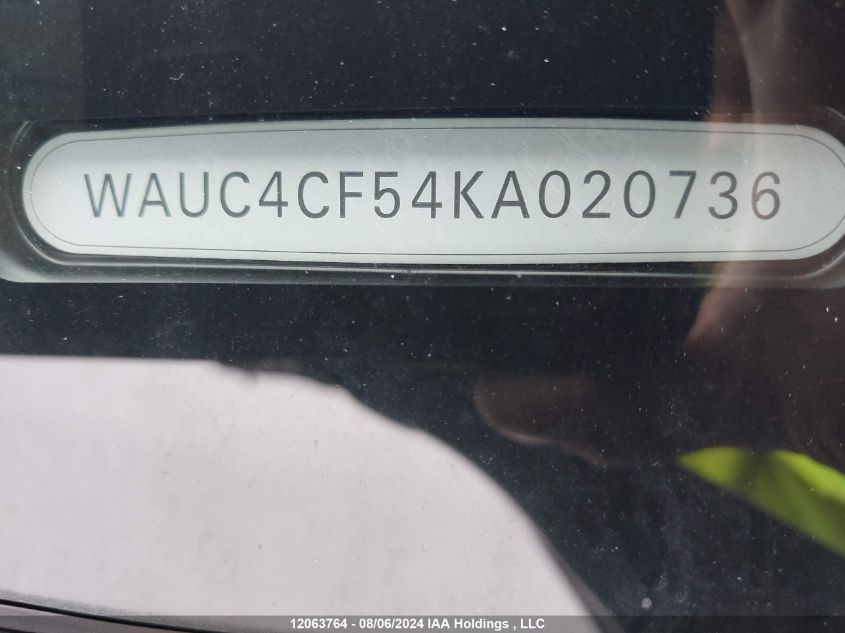 WAUC4CF54KA020736
12063764 - 08/06/2024 IAA Holdings , LLC